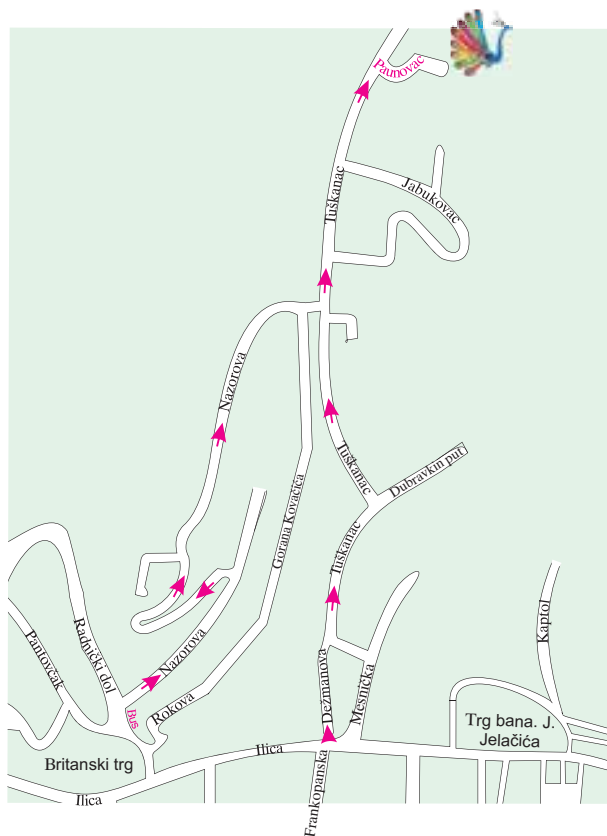 Paunovac
Tuškanac
Jabukovac
Nazorova
Tuškanac
Dubravkin put
Gorana Kovačića
Tuškanac
Kaptol
Radnički dol
Pantovčak
Nazorova
Dežmanova
Mesnička
Bus
Rokova
Trg bana. J.
Jelačića
Ilica
Britanski trg
Ilica
Frankopanska